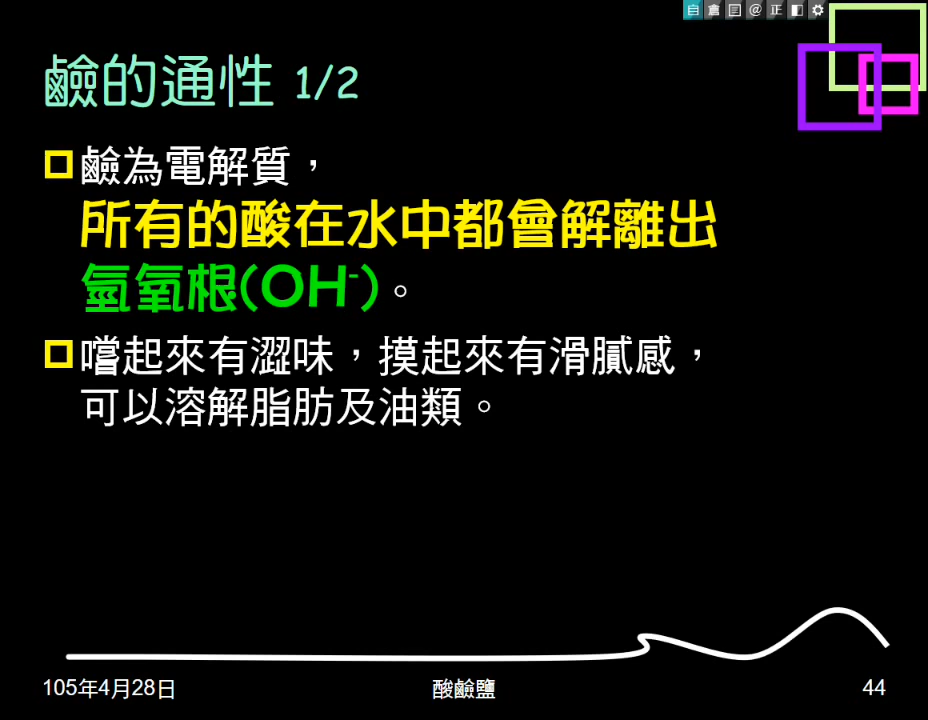 自 倉 @ 正
鹼的通性 1/2
鹼為電解質，
所有的酸在水中都會解離出
氫氧根(OH⁻)。
嚐起來有澀味，摸起來有滑膩感，
可以溶解脂肪及油類。
105年4月28日 酸鹼鹽 44